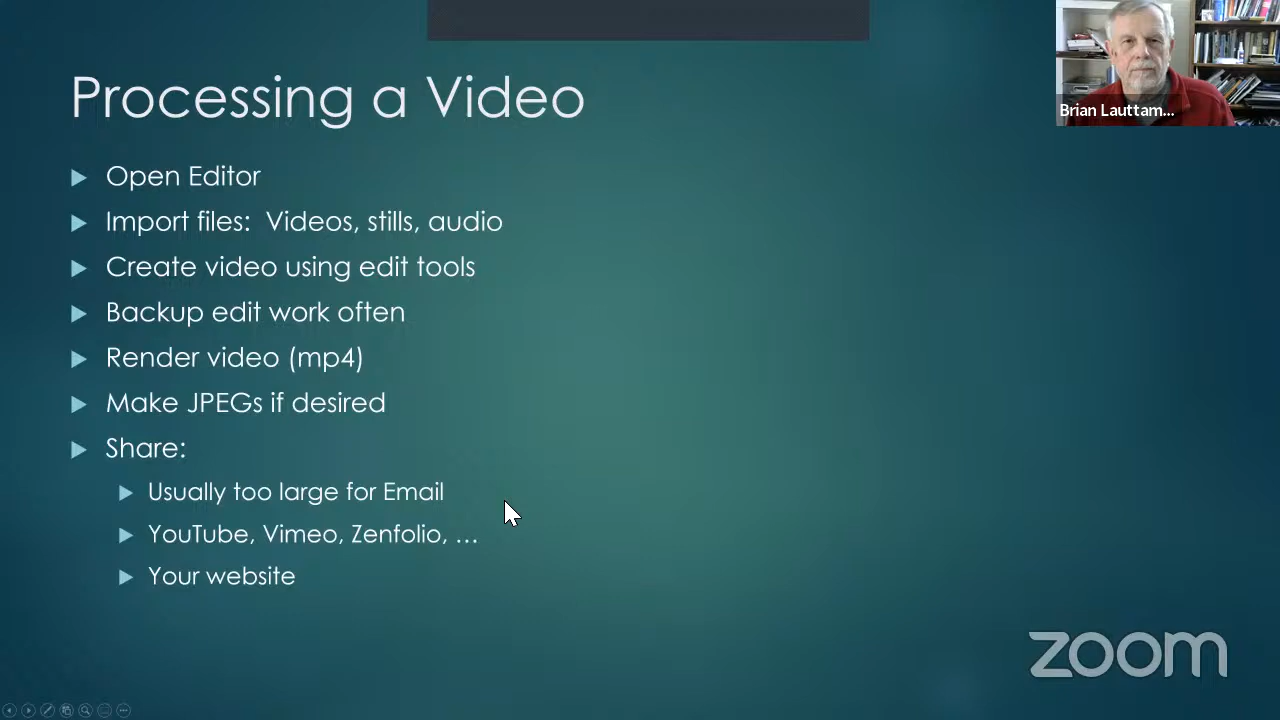 Processing a Video
Open Editor
Import files: Videos, stills, audio
Create video using edit tools
Backup edit work often
Render video (mp4)
Make JPEGs if desired
Share:
Usually too large for Email
YouTube, Vimeo, Zenfolio, ...
Your website
Brian Lauttam...
zoom